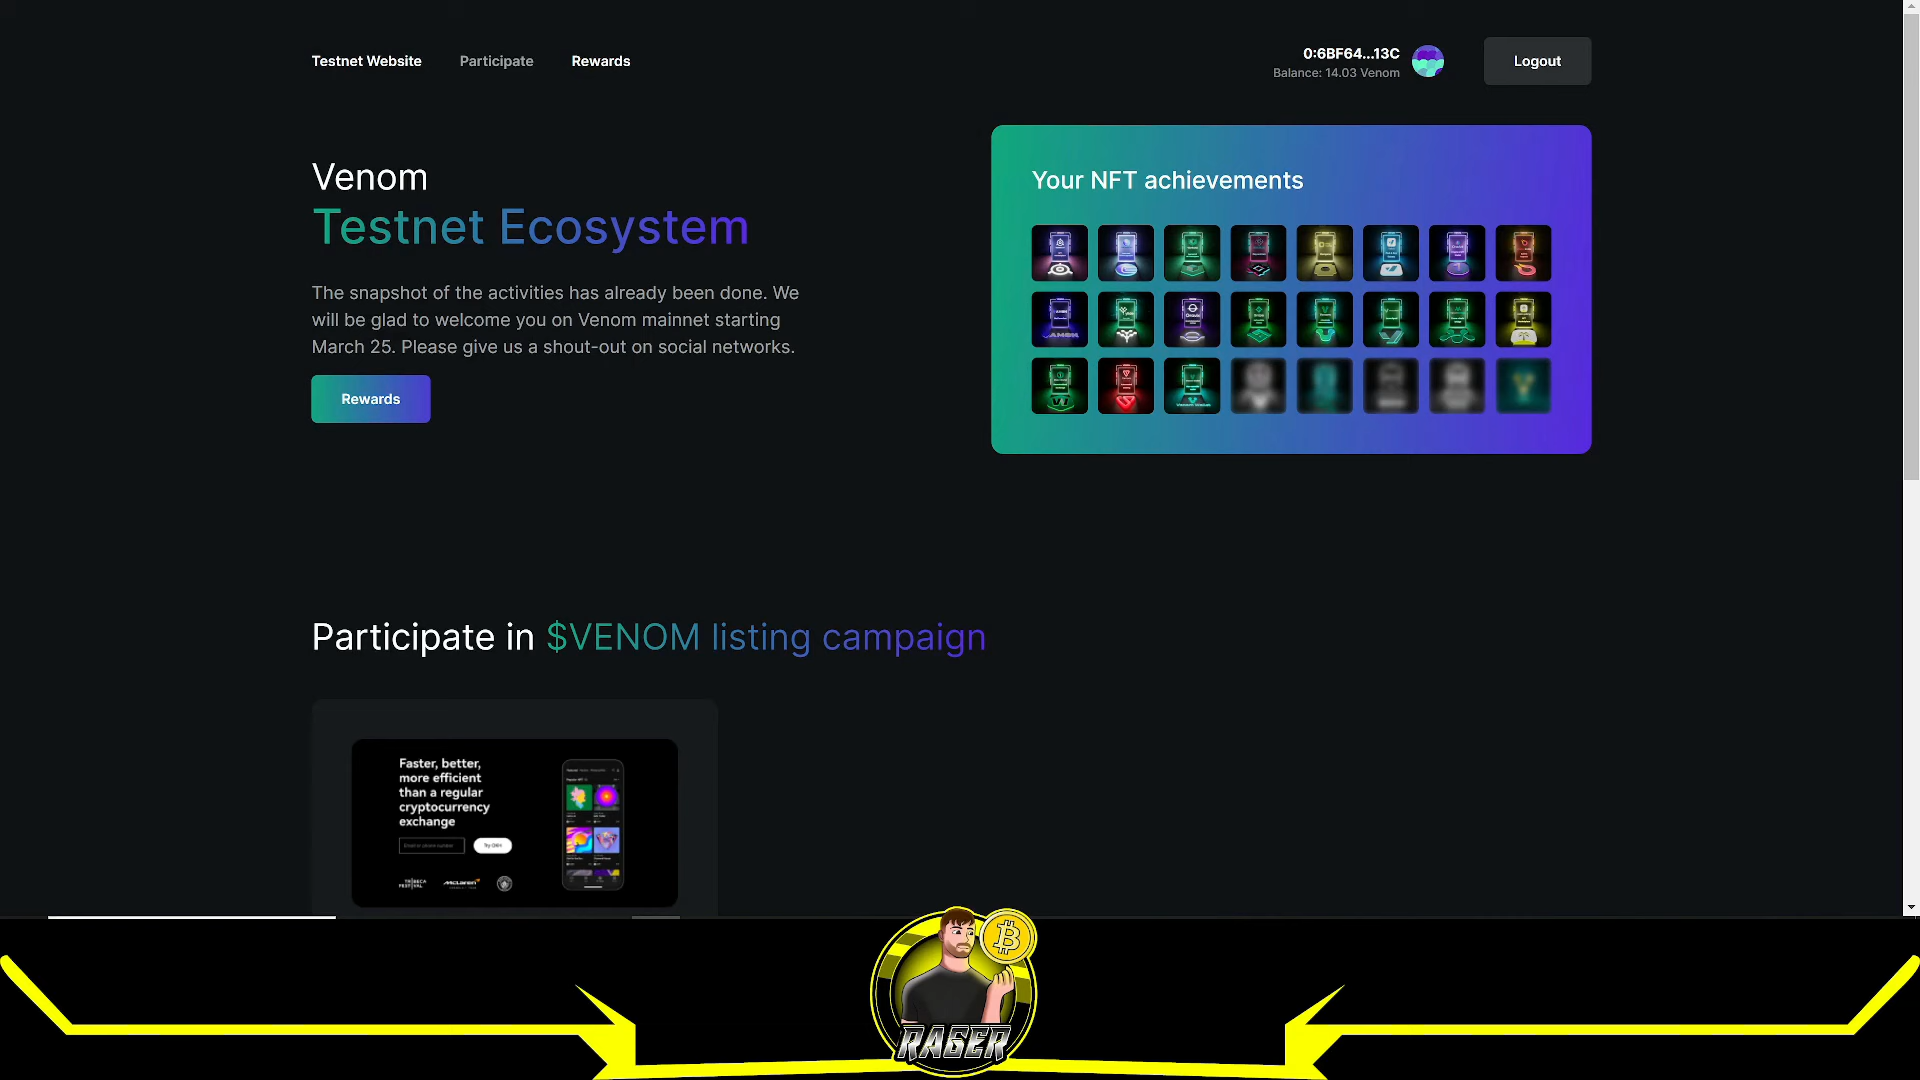 Testnet Website
Participate
Rewards
0:6BF64...13C
Balance: 14.03 Venom
Logout
Venom
Testnet Ecosystem
The snapshot of the activities has already been done. We
will be glad to welcome you on Venom mainnet starting
March 25. Please give us a shout-out on social networks.
Rewards
Your NFT achievements
Participate in $VENOM listing campaign
Faster, better,
more efficient
than a regular
cryptocurrency
exchange
TRIBECA
FESTIVAL
McLaren
RAGER